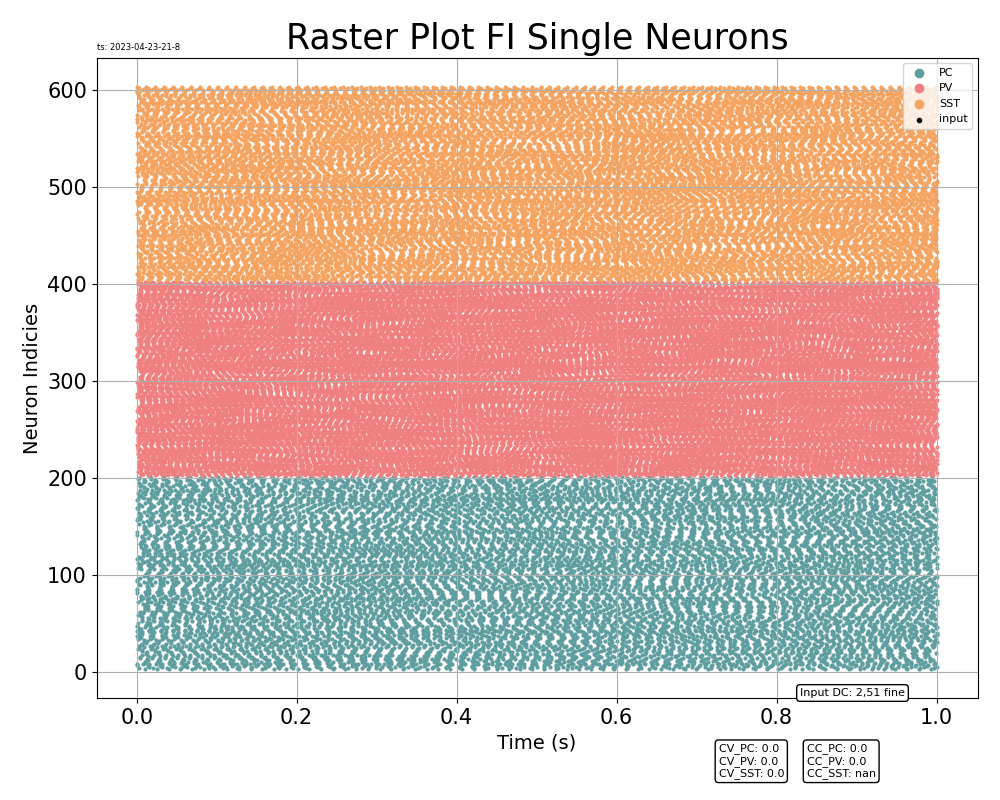 Raster Plot FI Single Neurons
ts: 2023-04-23-21-8
PC
PV
SST
input
600
500
400
300
200
100
0
Neuron Indicies
0.0 0.2 0.4 0.6 0.8 1.0
Time (s)
Input DC: 2,51 fine
CV_PC: 0.0
CV_PV: 0.0
CV_SST: 0.0
CC_PC: 0.0
CC_PV: 0.0
CC_SST: nan